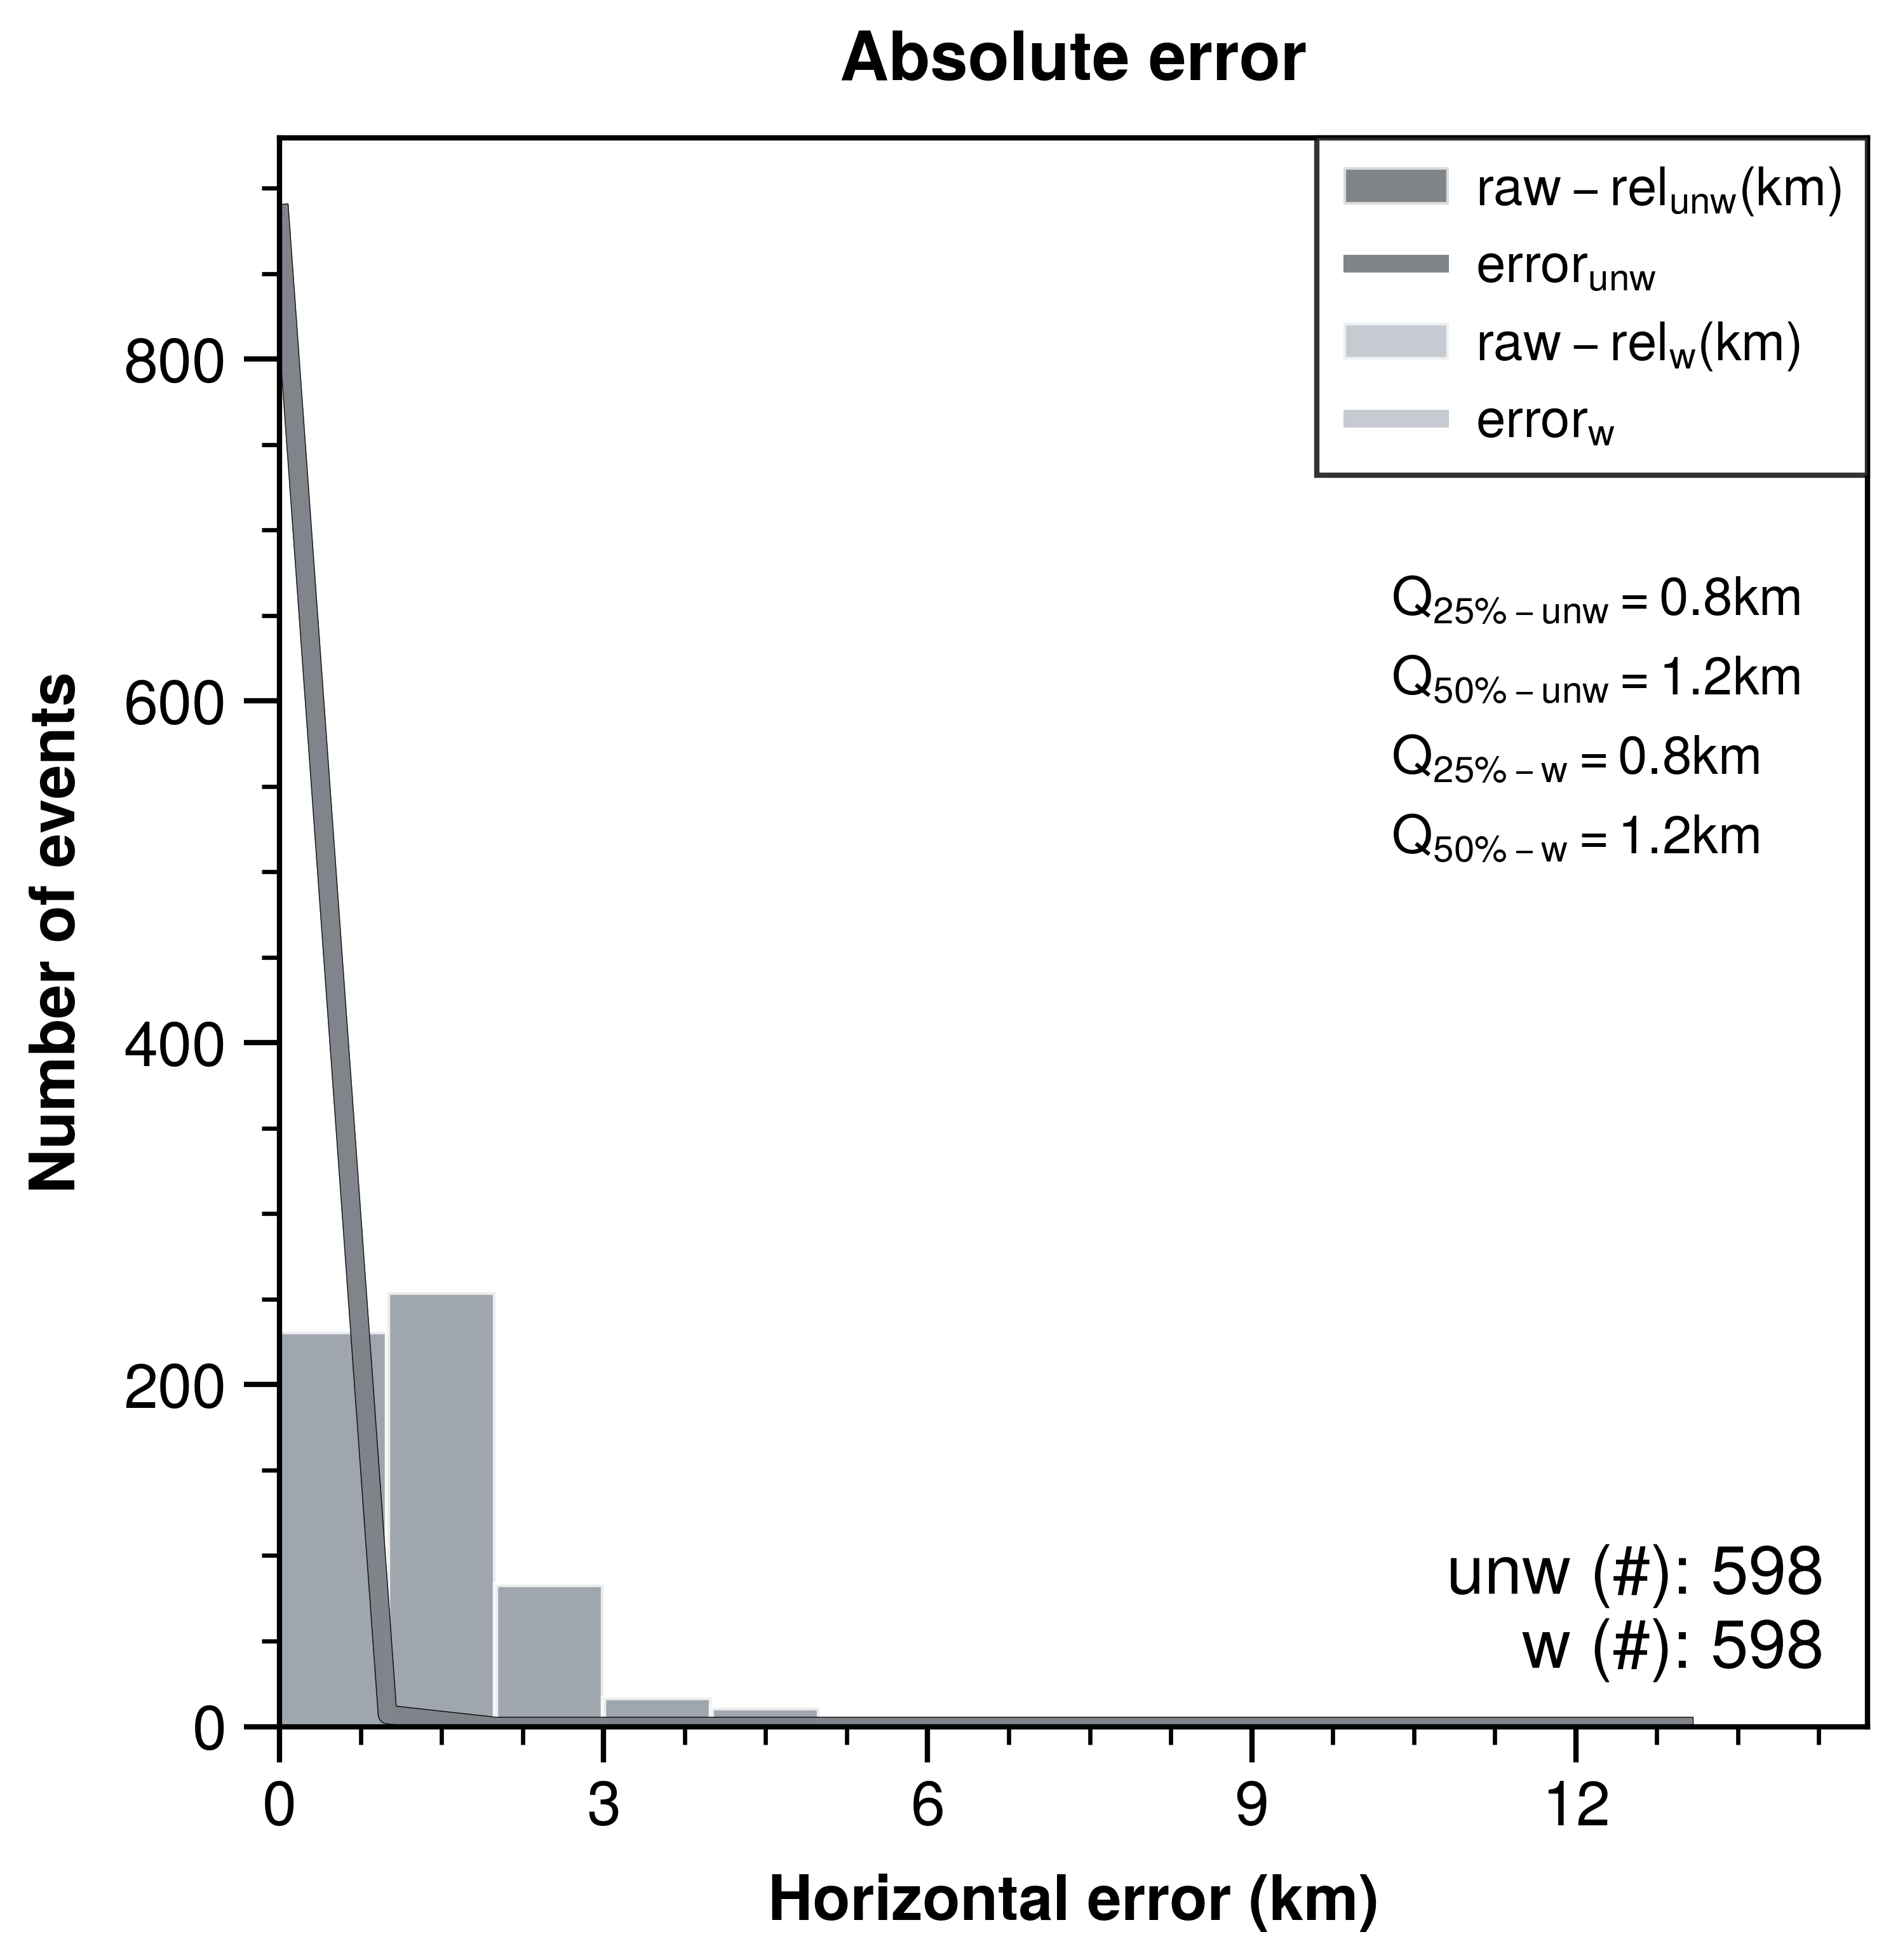 Absolute error
raw – rel_unw(km)
error_unw
raw – rel_w(km)
error_w
Q_25% – unw = 0.8km
Q_50% – unw = 1.2km
Q_25% – w = 0.8km
Q_50% – w = 1.2km
Number of events
800
600
400
200
0
unw (#): 598
w (#): 598
0 3 6 9 12
Horizontal error (km)